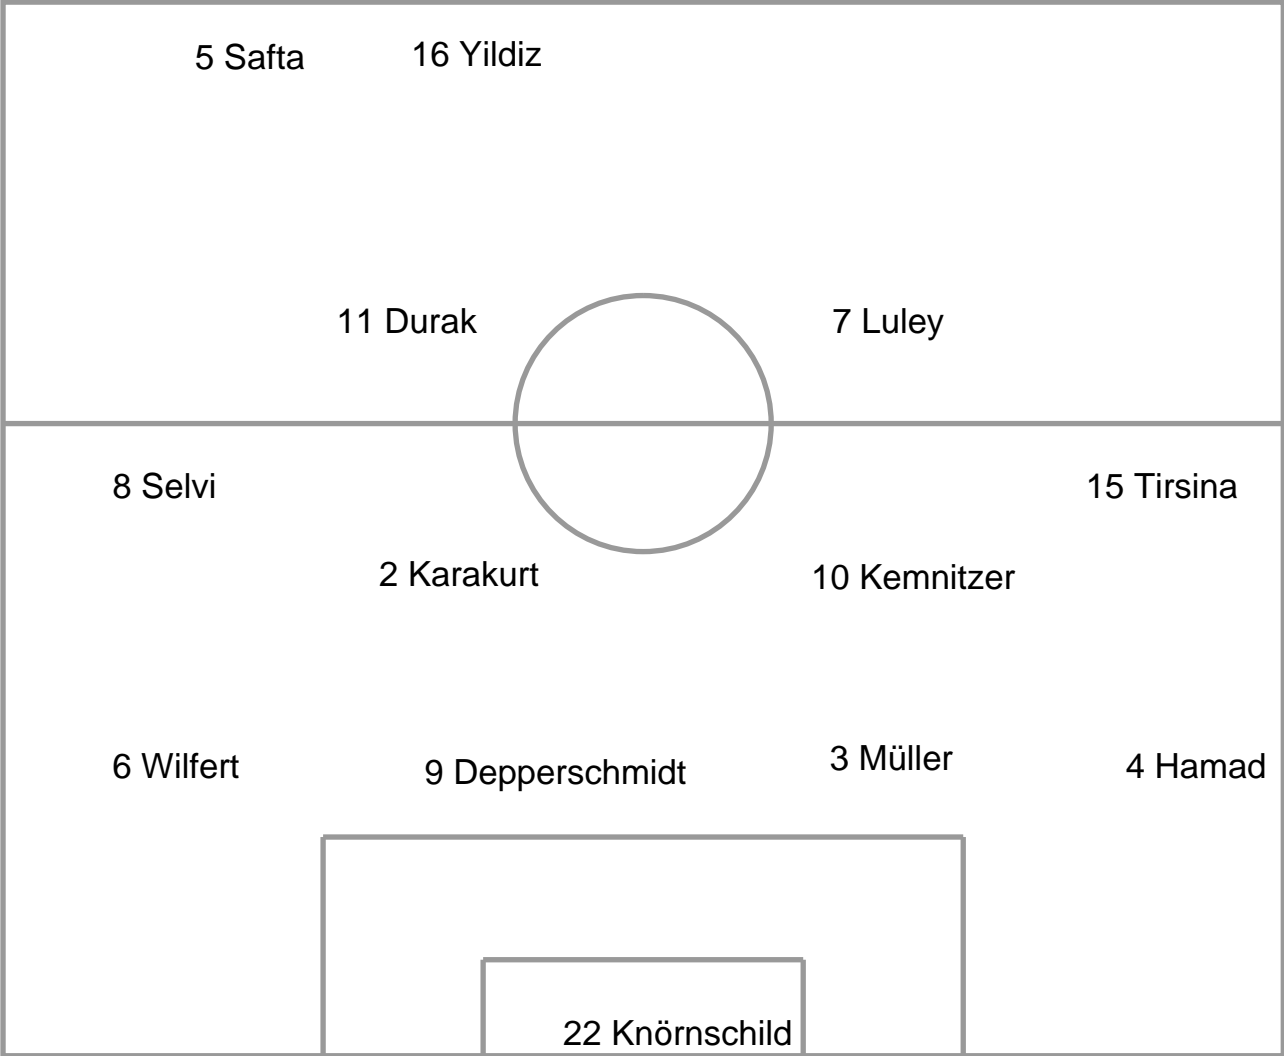 5 Safta
16 Yildiz
11 Durak
7 Luley
8 Selvi
15 Tirsina
2 Karakurt
10 Kemnitzer
6 Wilfert
9 Depperschmidt
3 Müller
4 Hamad
22 Knörnschild